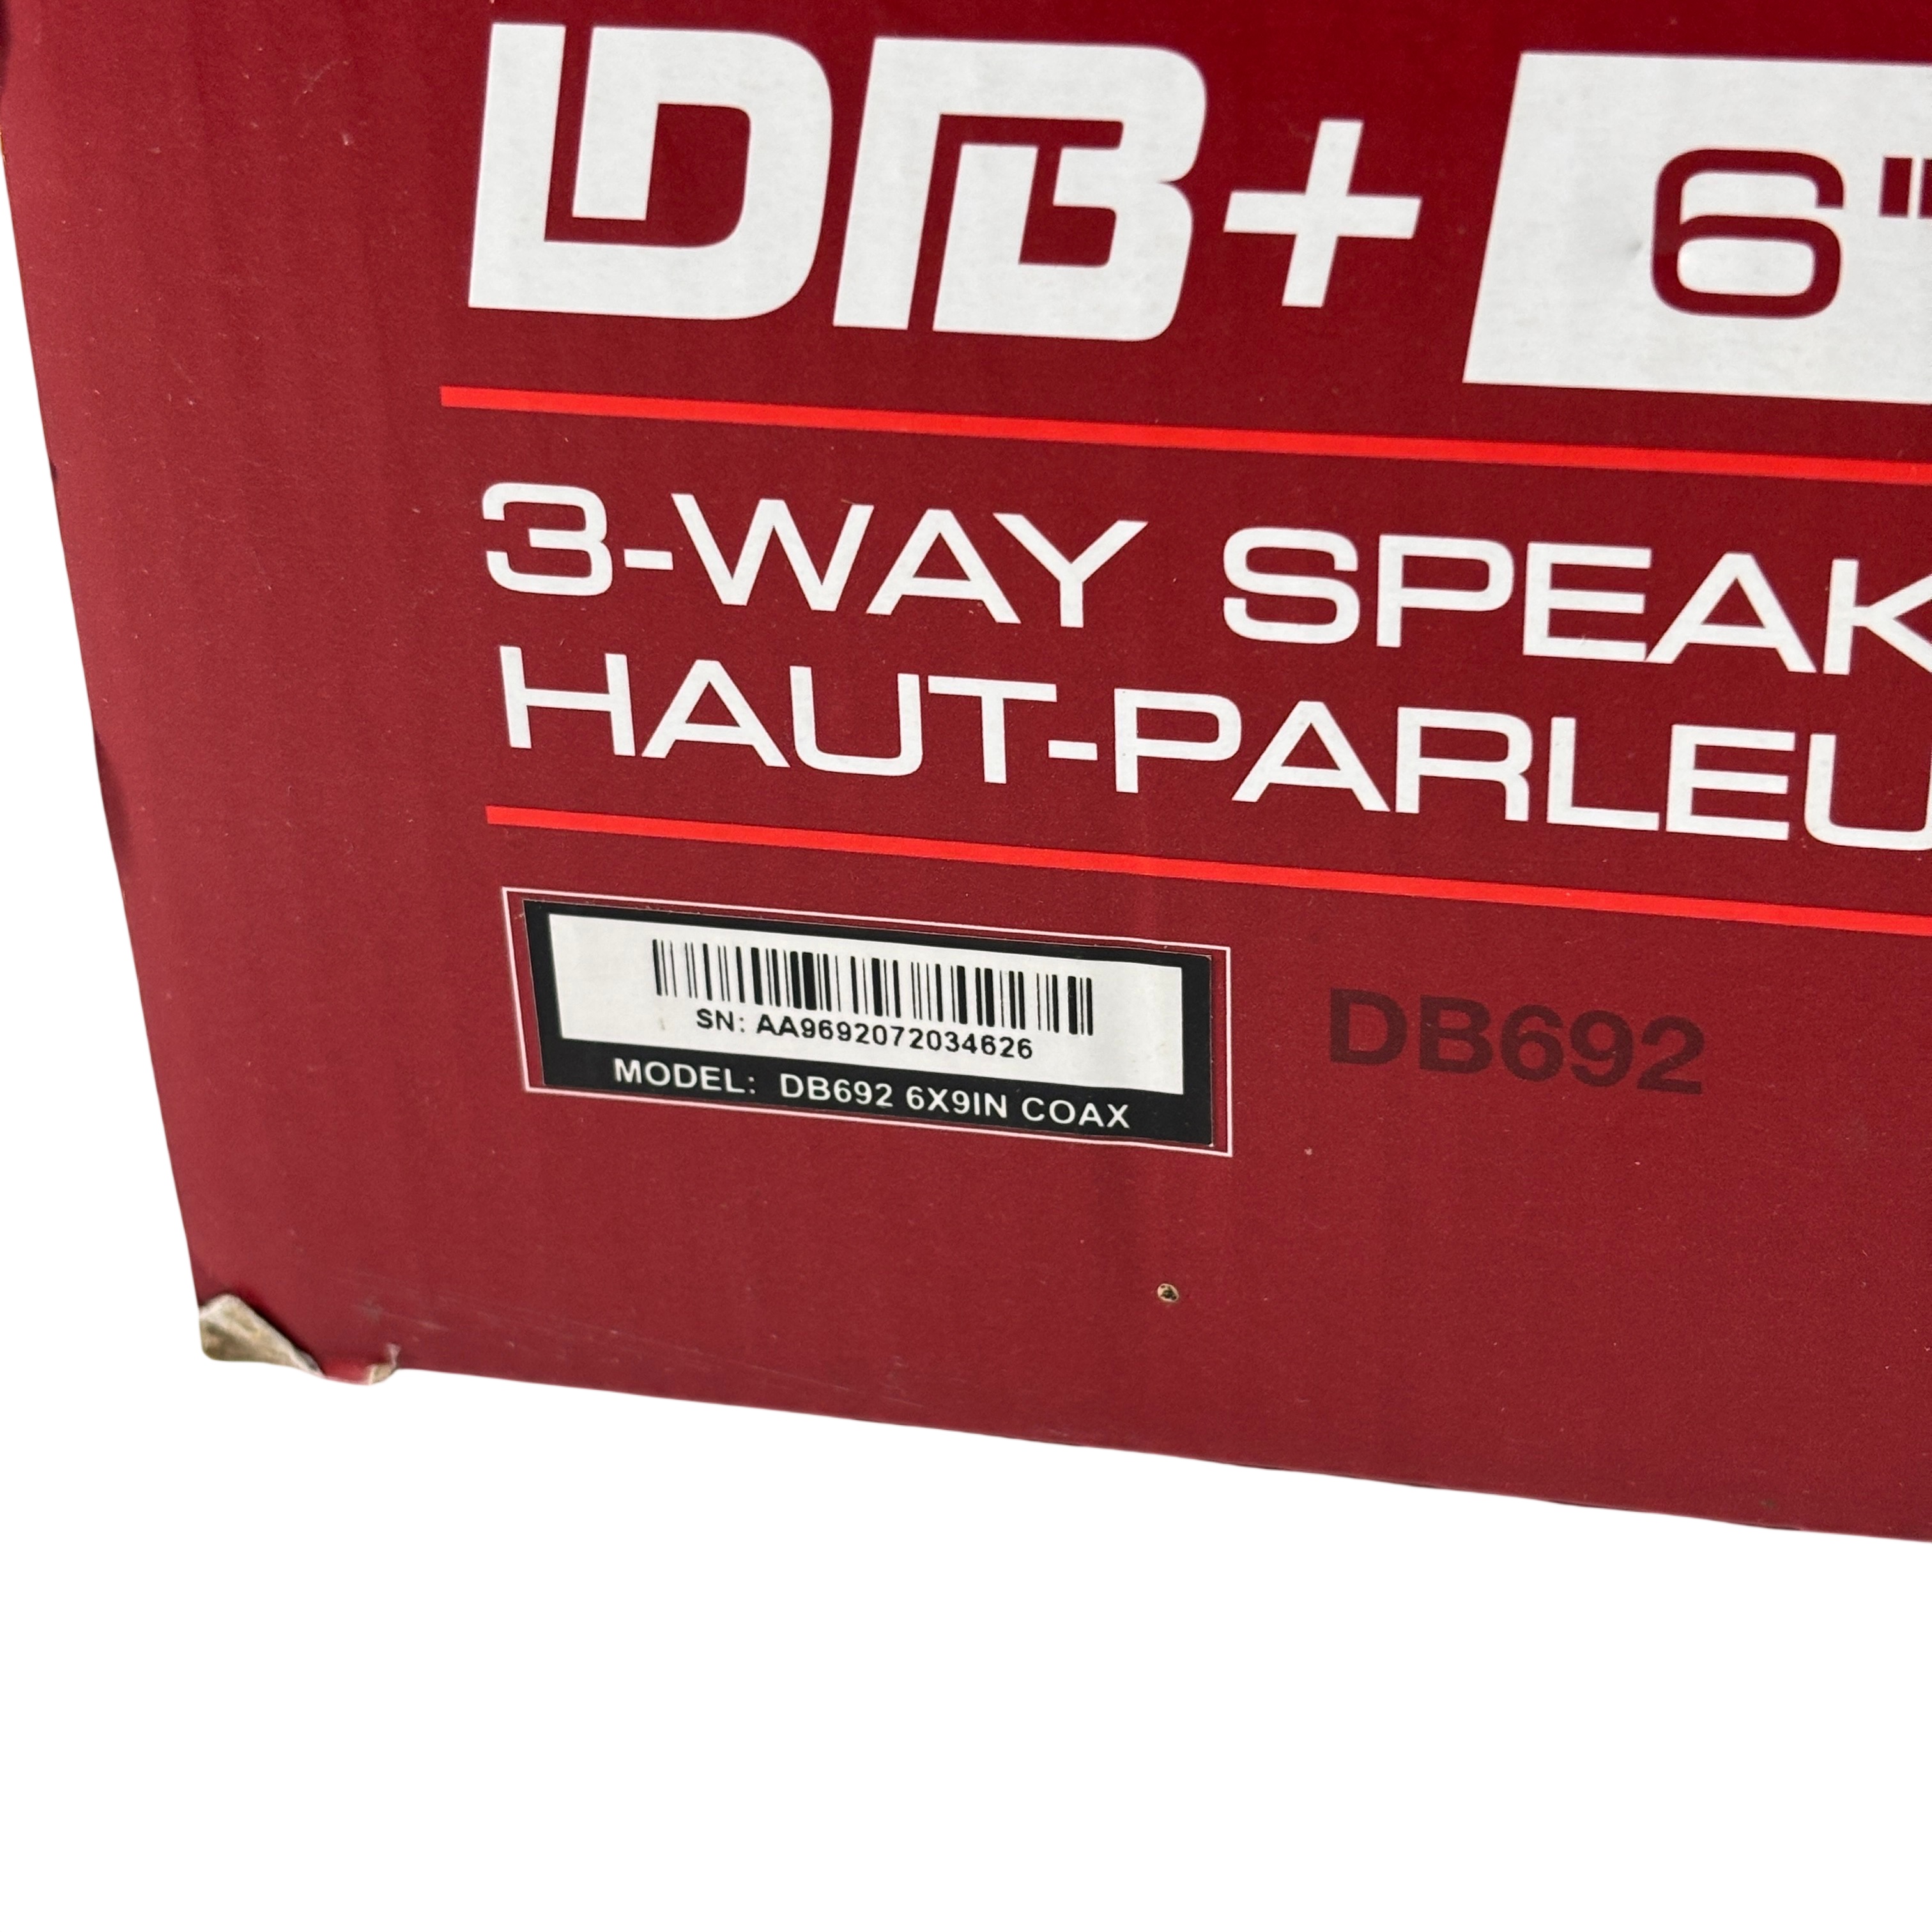 DB+ 6"
3-WAY SPEAK
HAUT-PARLEU
SN: AA9692072034626
MODEL: DB692 6X9IN COAX
DB692